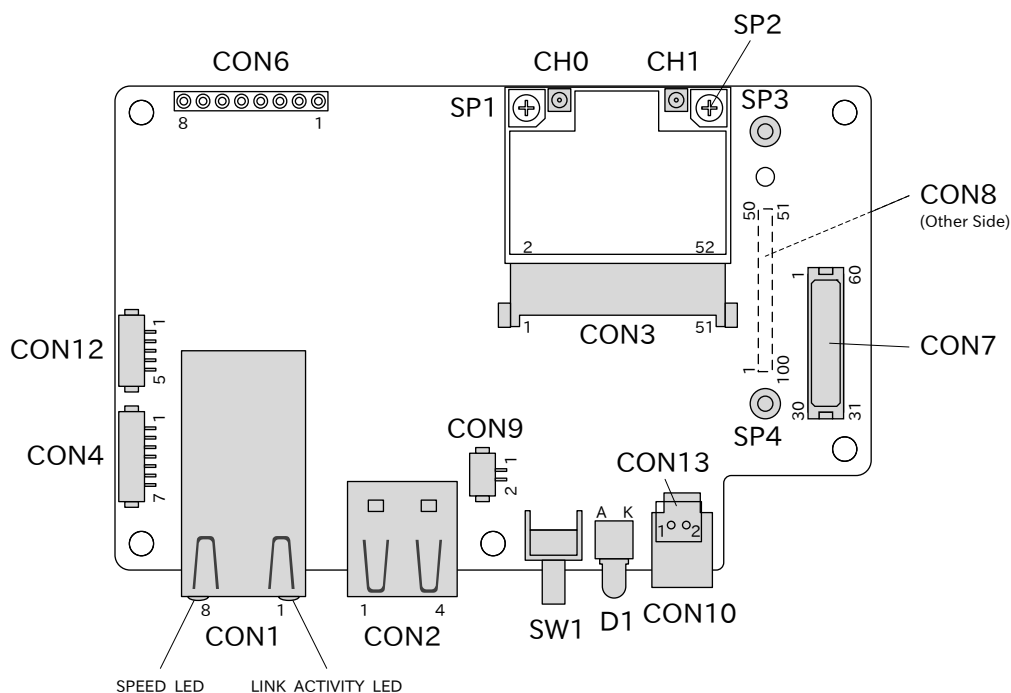 SP2
CON6
CH0
CH1
SP1
SP3
8
1
CON8
(Other Side)
50
51
2
52
1
60
1
51
CON3
CON12
1
5
CON7
1
100
30
31
SP4
CON4
1
7
CON9
1
2
CON13
A
K
1
2
8
1
1
4
CON1
CON2
SW1
D1
CON10
SPEED LED
LINK ACTIVITY LED